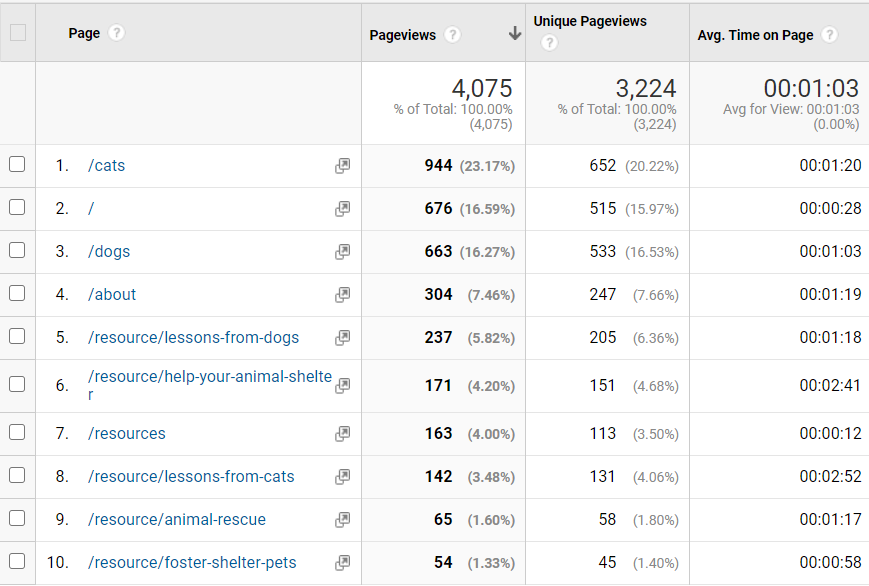 Page ? Pageviews ? Unique Pageviews ? Avg. Time on Page ?
4,075 3,224 00:01:03
% of Total: 100.00% % of Total: 100.00% Avg for View: 00:01:03
(4,075) (3,224) (0.00%)
1. /cats 944 (23.17%) 652 (20.22%) 00:01:20
2. / 676 (16.59%) 515 (15.97%) 00:00:28
3. /dogs 663 (16.27%) 533 (16.53%) 00:01:03
4. /about 304 (7.46%) 247 (7.66%) 00:01:19
5. /resource/lessons-from-dogs 237 (5.82%) 205 (6.36%) 00:01:18
6. /resource/help-your-animal-shelte 171 (4.20%) 151 (4.68%) 00:02:41
r
7. /resources 163 (4.00%) 113 (3.50%) 00:00:12
8. /resource/lessons-from-cats 142 (3.48%) 131 (4.06%) 00:02:52
9. /resource/animal-rescue 65 (1.60%) 58 (1.80%) 00:01:17
10. /resource/foster-shelter-pets 54 (1.33%) 45 (1.40%) 00:00:58